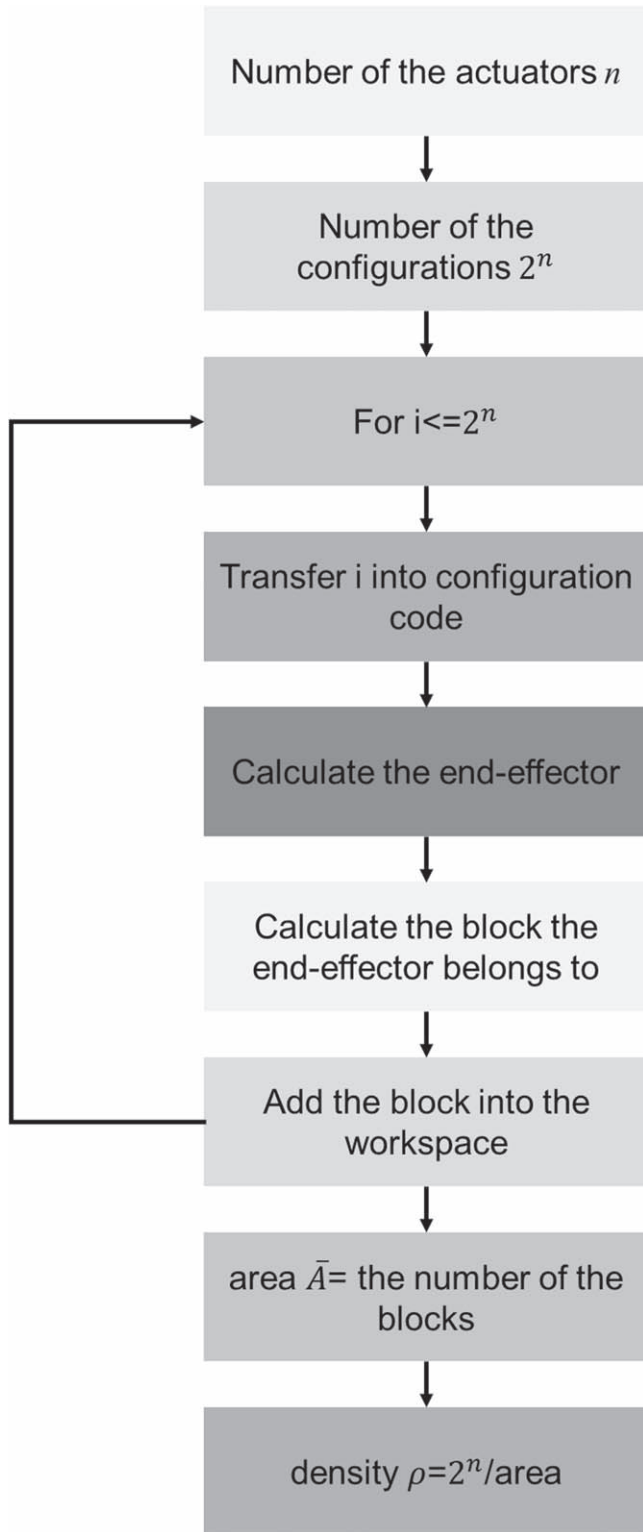 Number of the actuators n
Number of the
configurations 2ⁿ
For i<=2ⁿ
Transfer i into configuration
code
Calculate the end-effector
Calculate the block the
end-effector belongs to
Add the block into the
workspace
area Ā= the number of the
blocks
density ρ=2ⁿ/area